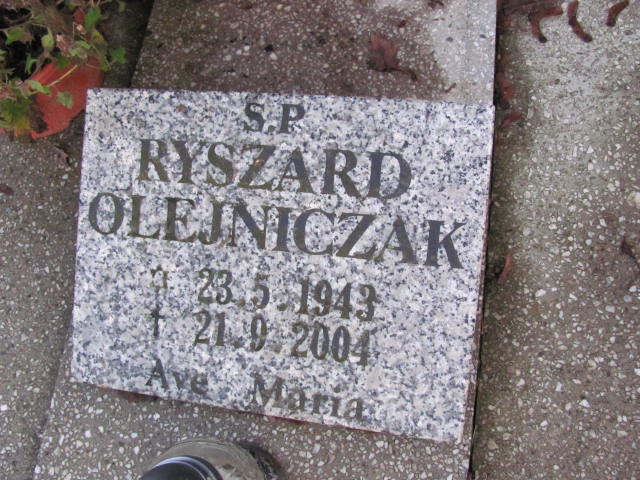 S.P
RYSZARD
OLEJNICZAK
23.5.1943
21.9.2004
Ave Maria